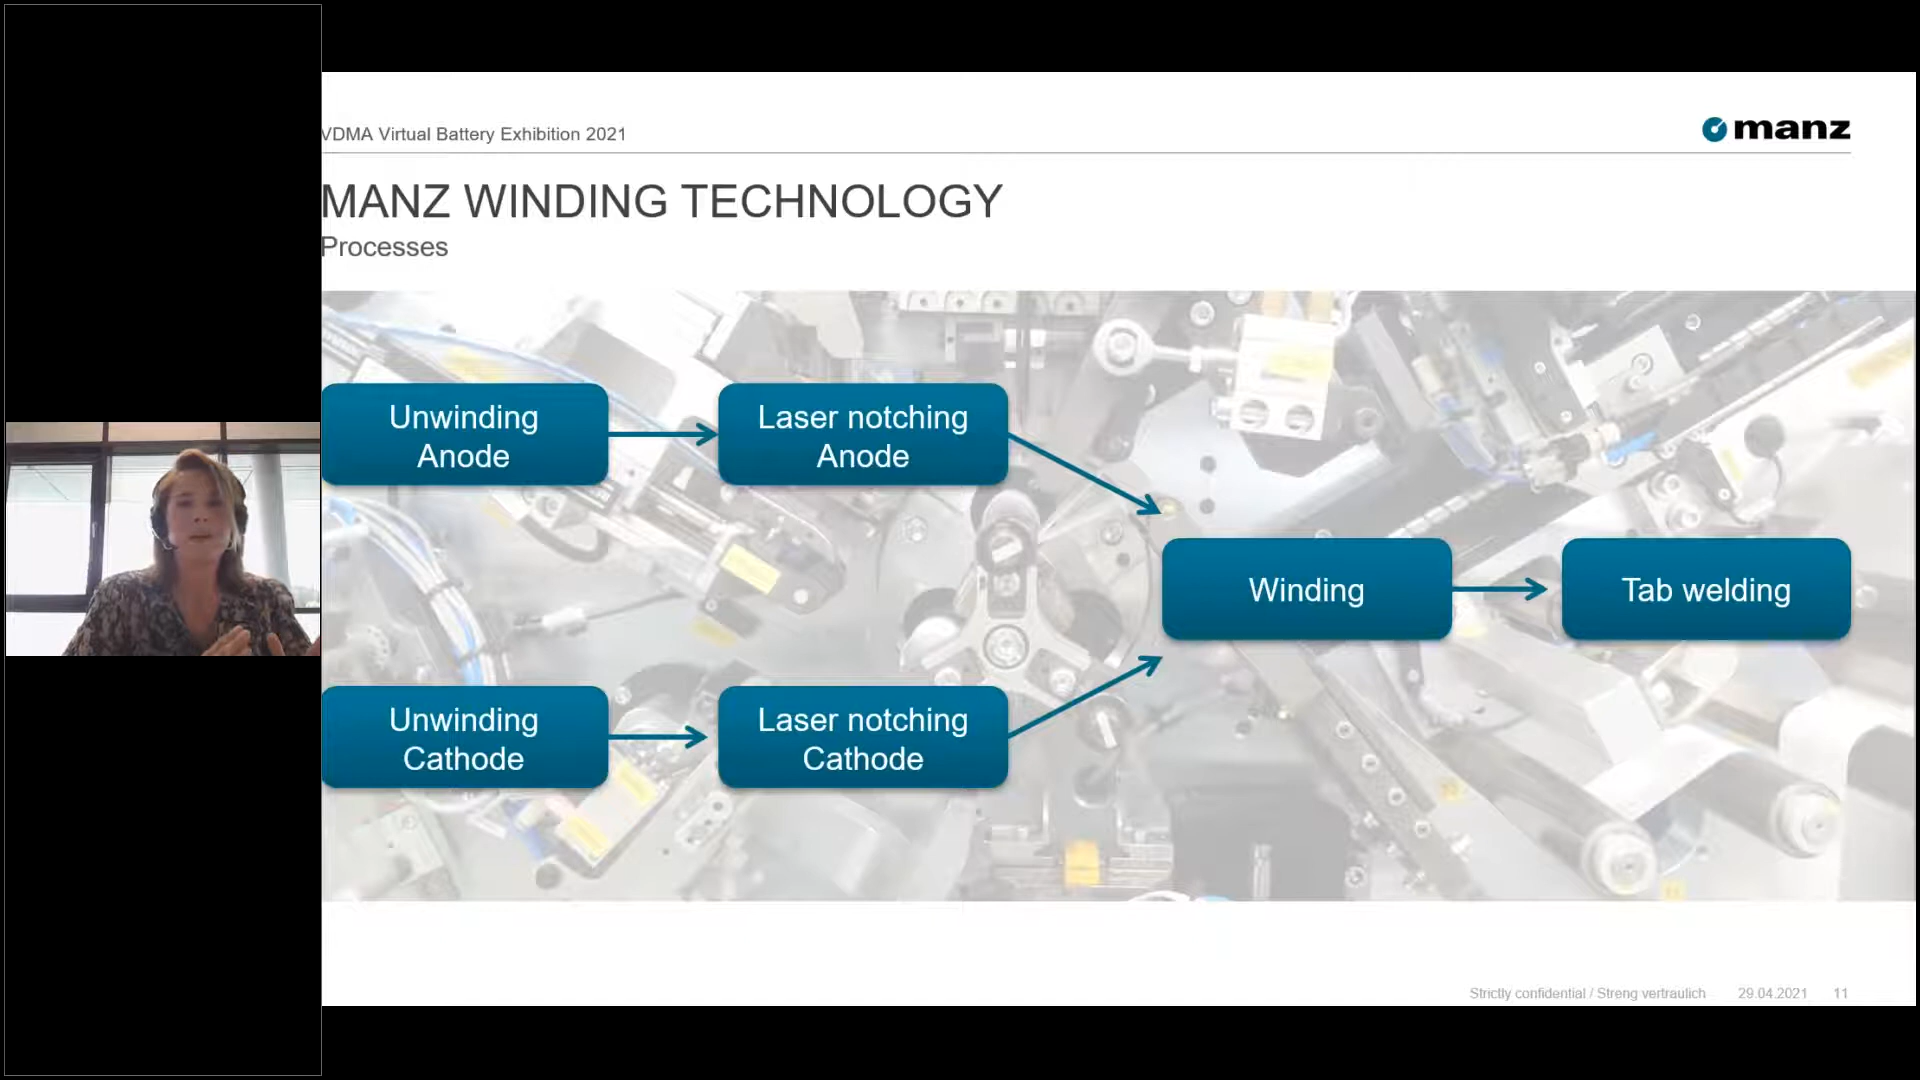 VDMA Virtual Battery Exhibition 2021
manz
MANZ WINDING TECHNOLOGY
Processes
Unwinding
Anode
Laser notching
Anode
Winding
Tab welding
Unwinding
Cathode
Laser notching
Cathode
Strictly confidential / Streng vertraulich 29.04.2021 11